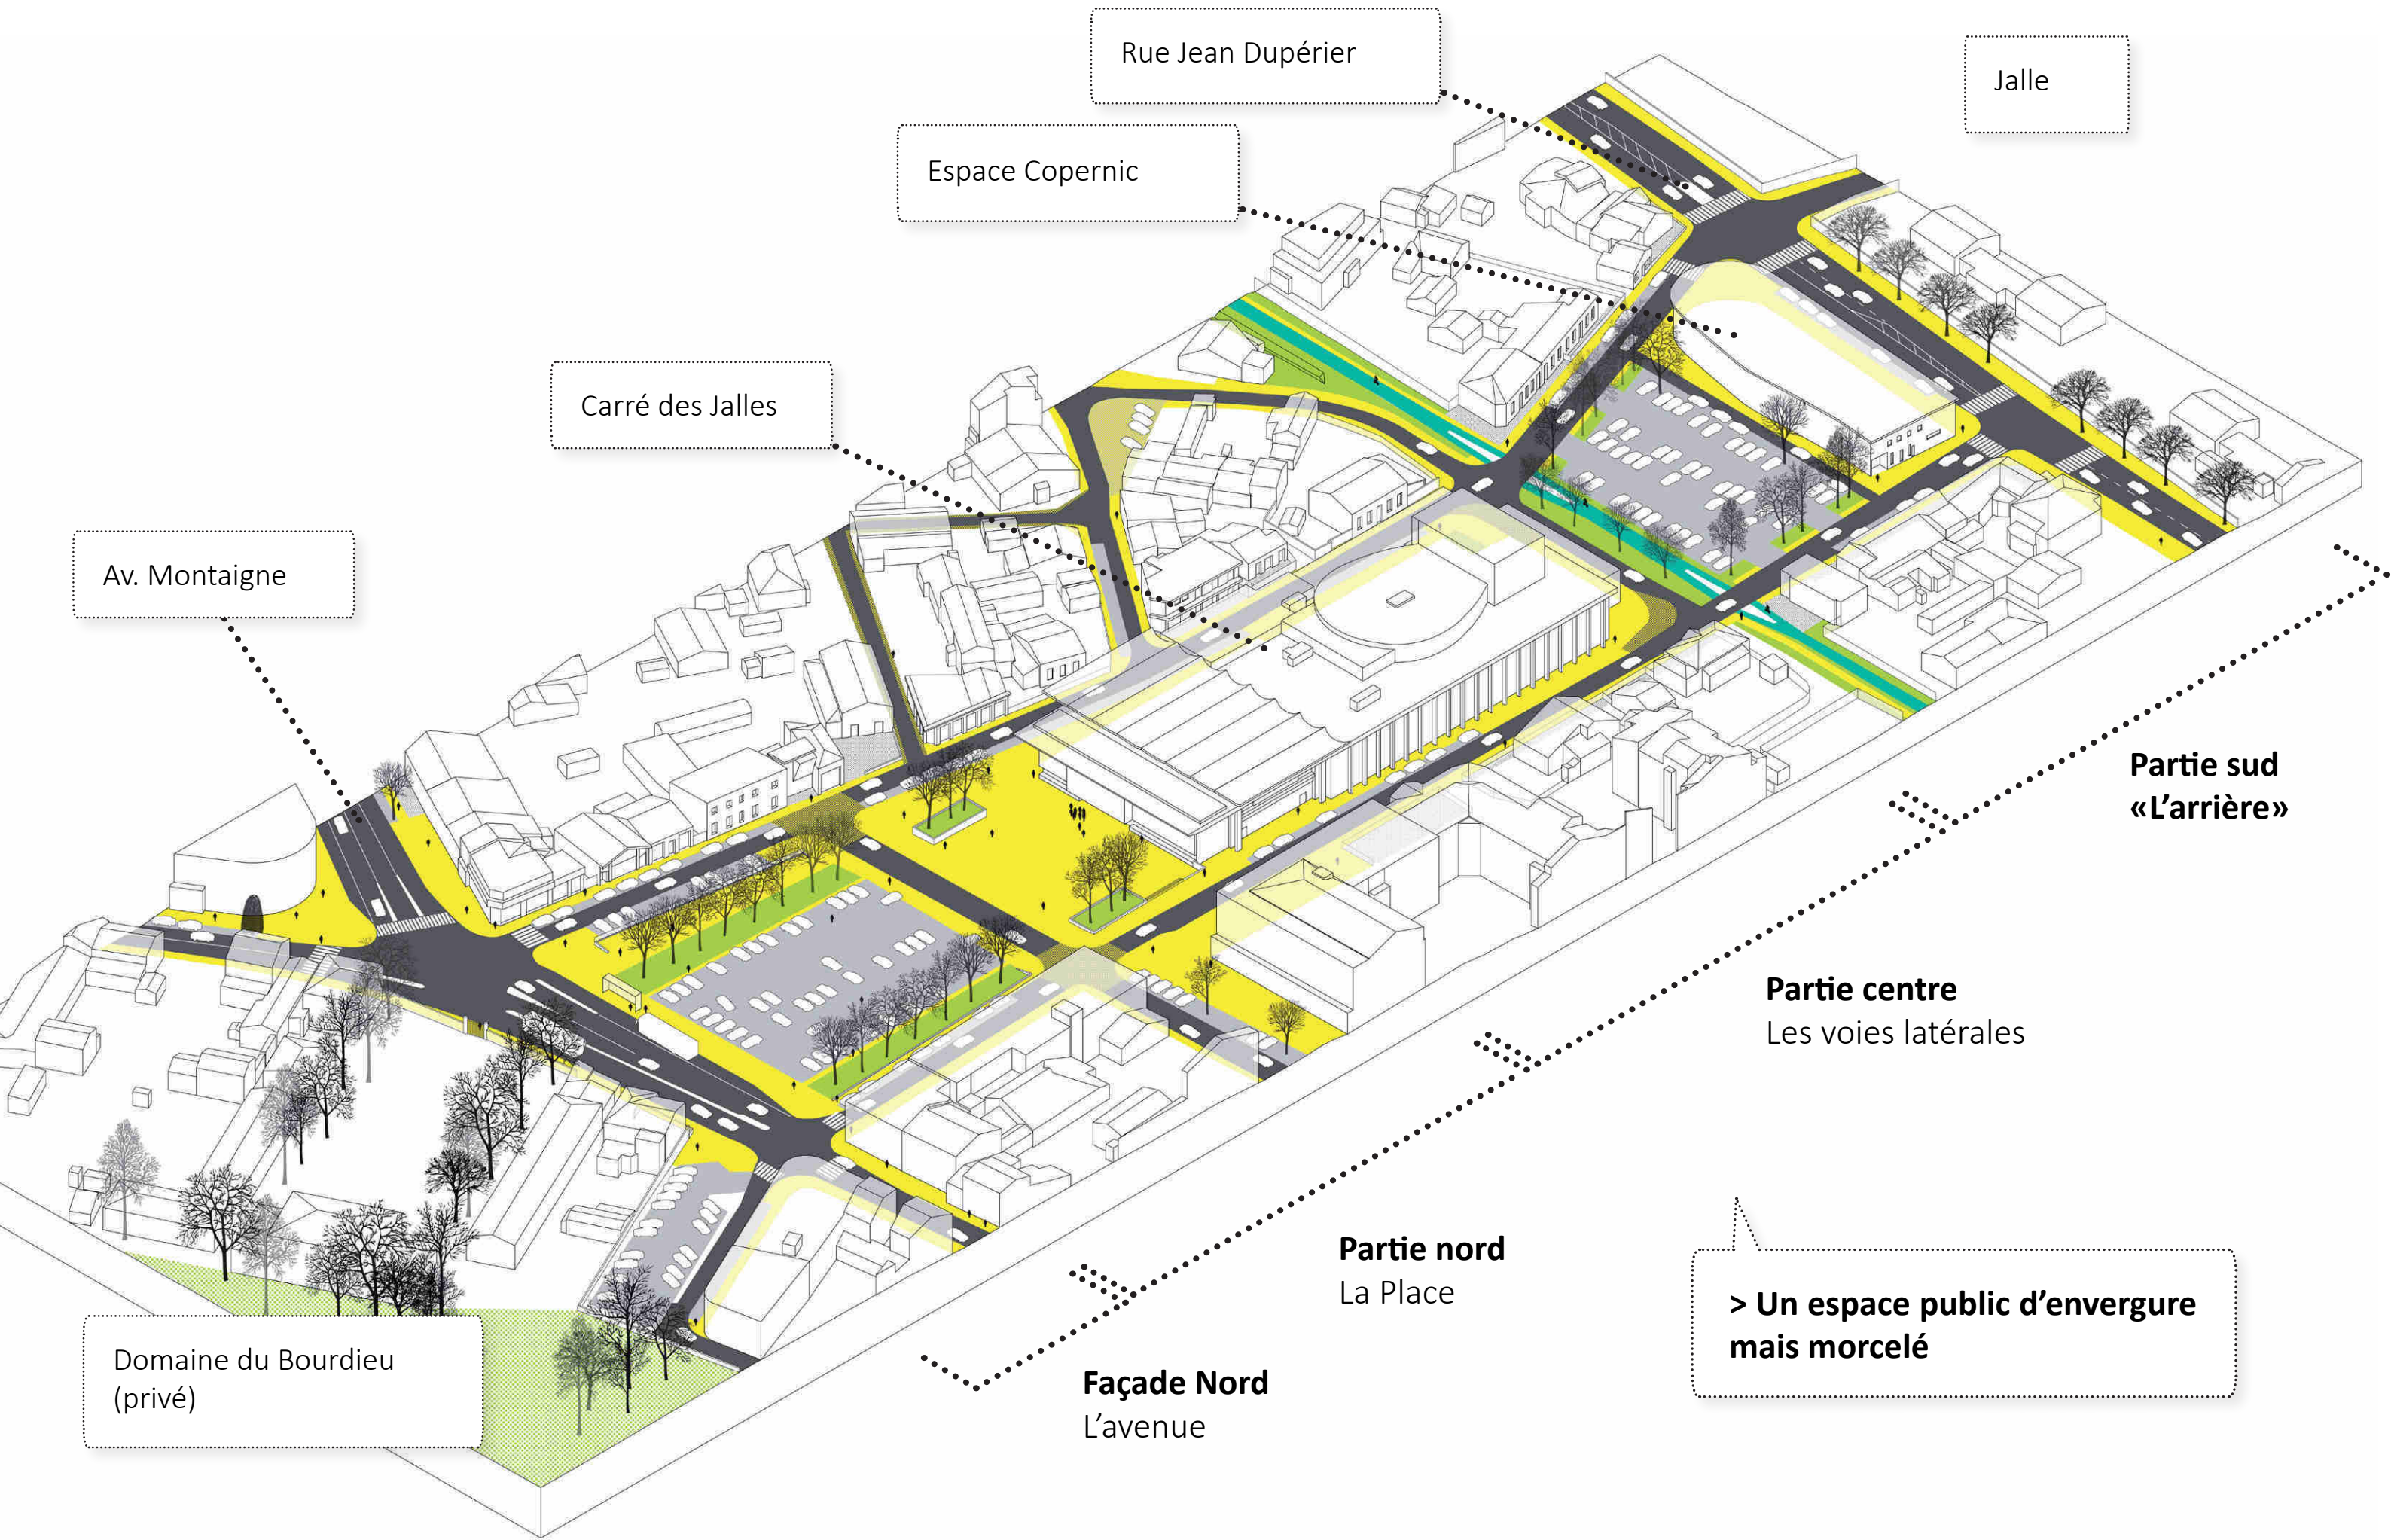 Rue Jean Dupérier
Jalle
Espace Copernic
Carré des Jalles
Av. Montaigne
Partie sud
«L’arrière»
Partie centre
Les voies latérales
Partie nord
La Place
> Un espace public d’envergure
mais morcelé
Domaine du Bourdieu
(privé)
Façade Nord
L’avenue